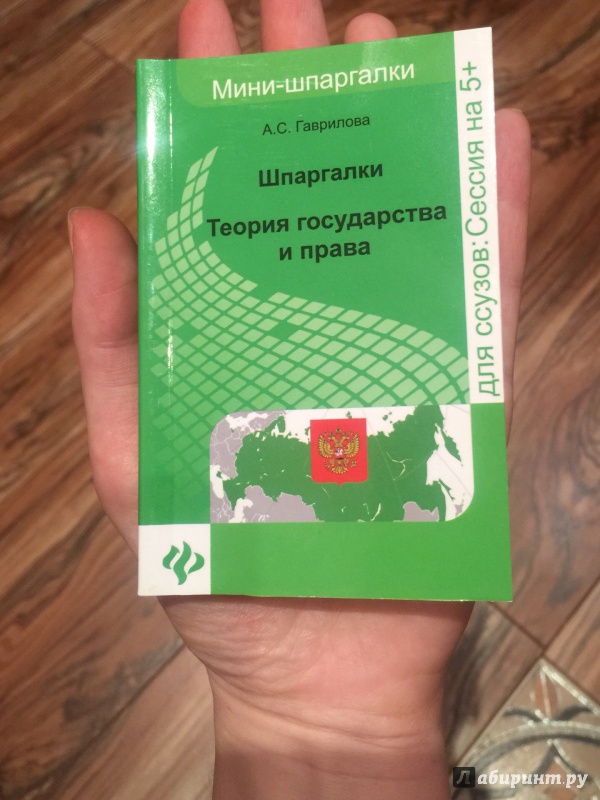 Мини-шпаргалки
А.С. Гаврилова
Шпаргалки
Теория государства
и права
для ссузов: Сессия на 5+
Лабиринт.ру